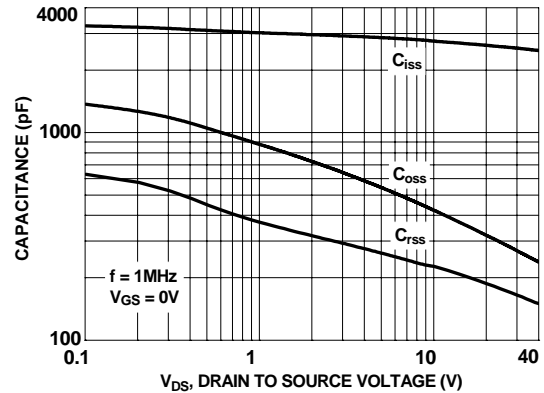 4000
1000
100
CAPACITANCE (pF)
Ciss
Coss
Crss
f = 1MHz
VGS = 0V
0.1
1
10
40
VDS, DRAIN TO SOURCE VOLTAGE (V)